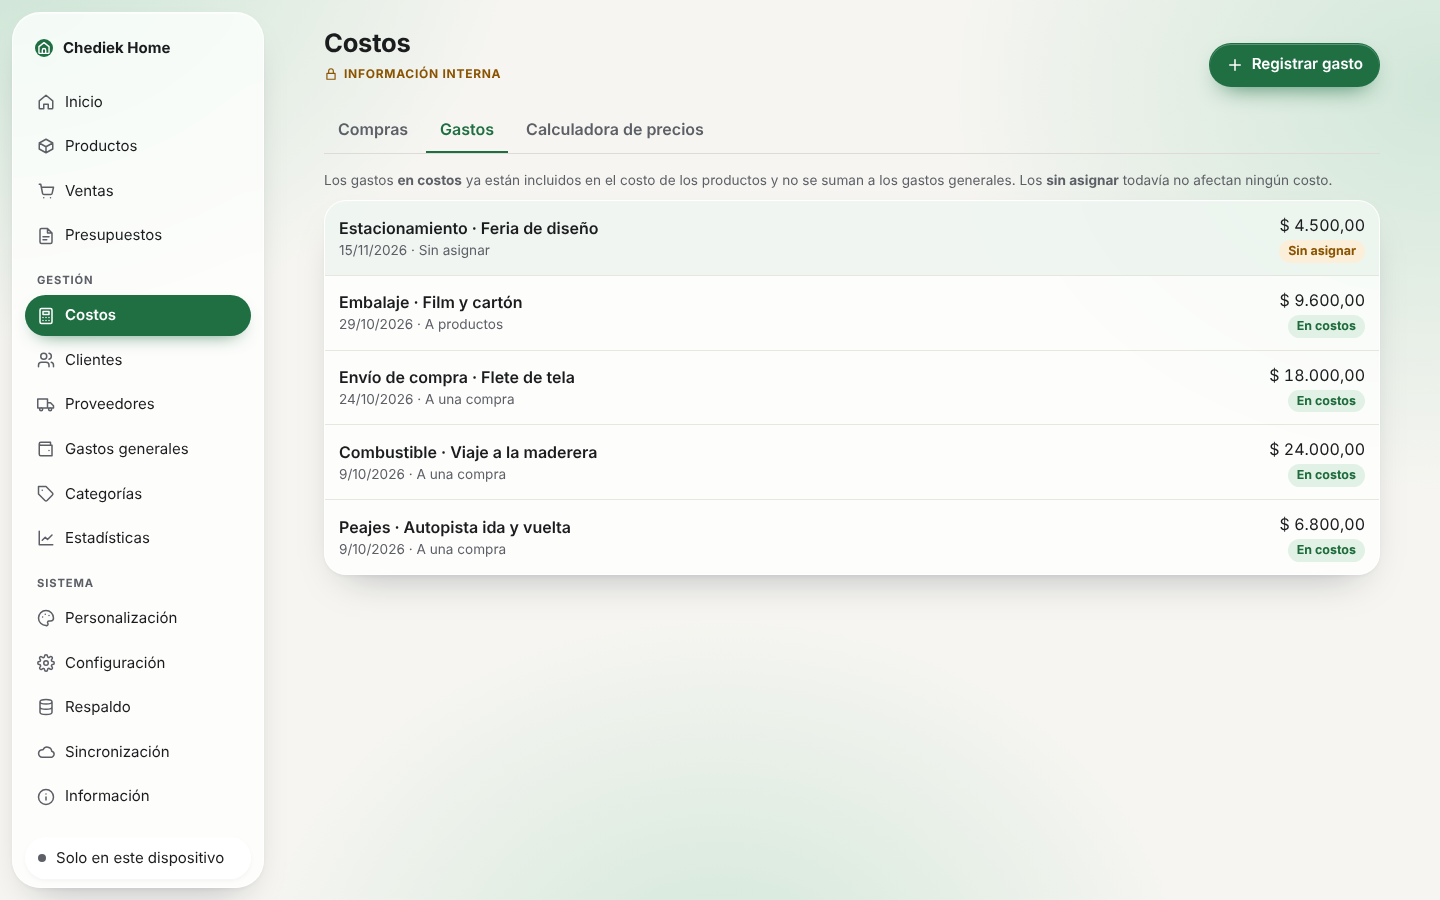 Chediek Home
Inicio
Productos
Ventas
Presupuestos
GESTIÓN
Costos
Clientes
Proveedores
Gastos generales
Categorías
Estadísticas
SISTEMA
Personalización
Configuración
Respaldo
Sincronización
Información
Solo en este dispositivo
Costos
INFORMACIÓN INTERNA
Registrar gasto
Compras
Gastos
Calculadora de precios
Los gastos en costos ya están incluidos en el costo de los productos y no se suman a los gastos generales. Los sin asignar todavía no afectan ningún costo.
Estacionamiento · Feria de diseño
15/11/2026 · Sin asignar
$ 4.500,00
Sin asignar
Embalaje · Film y cartón
29/10/2026 · A productos
$ 9.600,00
En costos
Envío de compra · Flete de tela
24/10/2026 · A una compra
$ 18.000,00
En costos
Combustible · Viaje a la maderera
9/10/2026 · A una compra
$ 24.000,00
En costos
Peajes · Autopista ida y vuelta
9/10/2026 · A una compra
$ 6.800,00
En costos